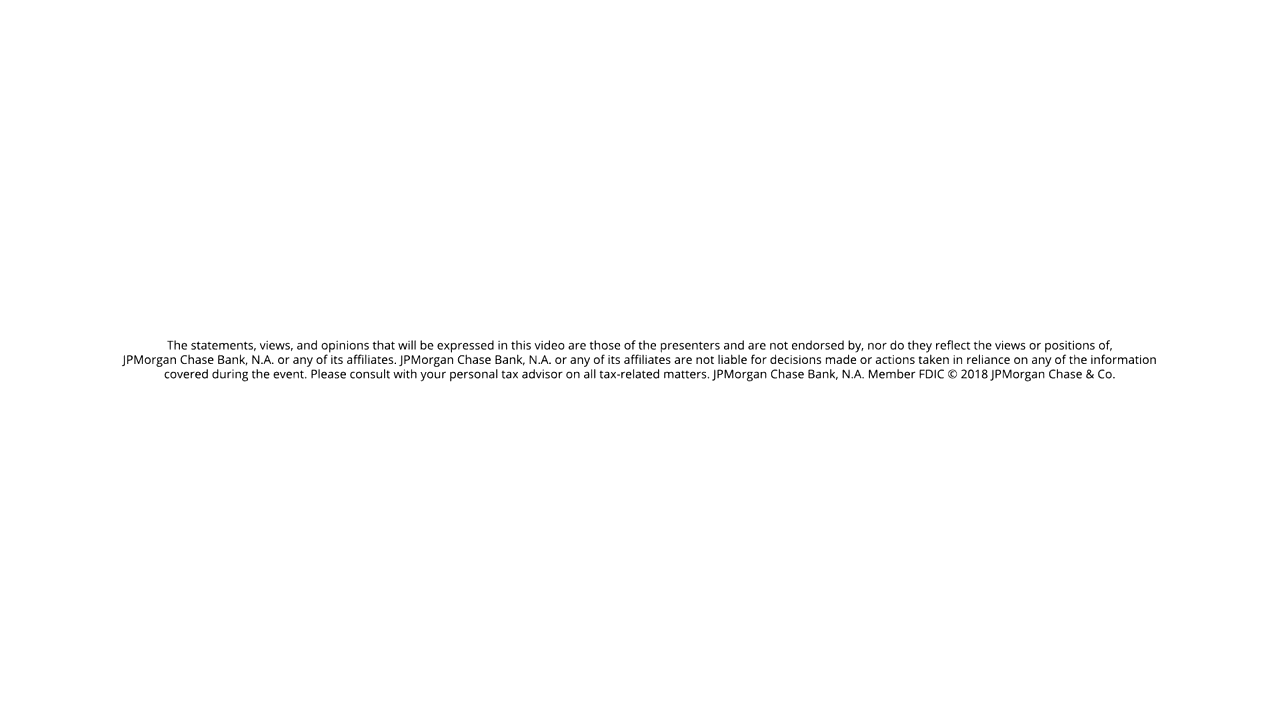 The statements, views, and opinions that will be expressed in this video are those of the presenters and are not endorsed by, nor do they reflect the views or positions of,
JPMorgan Chase Bank, N.A. or any of its affiliates. JPMorgan Chase Bank, N.A. or any of its affiliates are not liable for decisions made or actions taken in reliance on any of the information
covered during the event. Please consult with your personal tax advisor on all tax-related matters. JPMorgan Chase Bank, N.A. Member FDIC © 2018 JPMorgan Chase & Co.